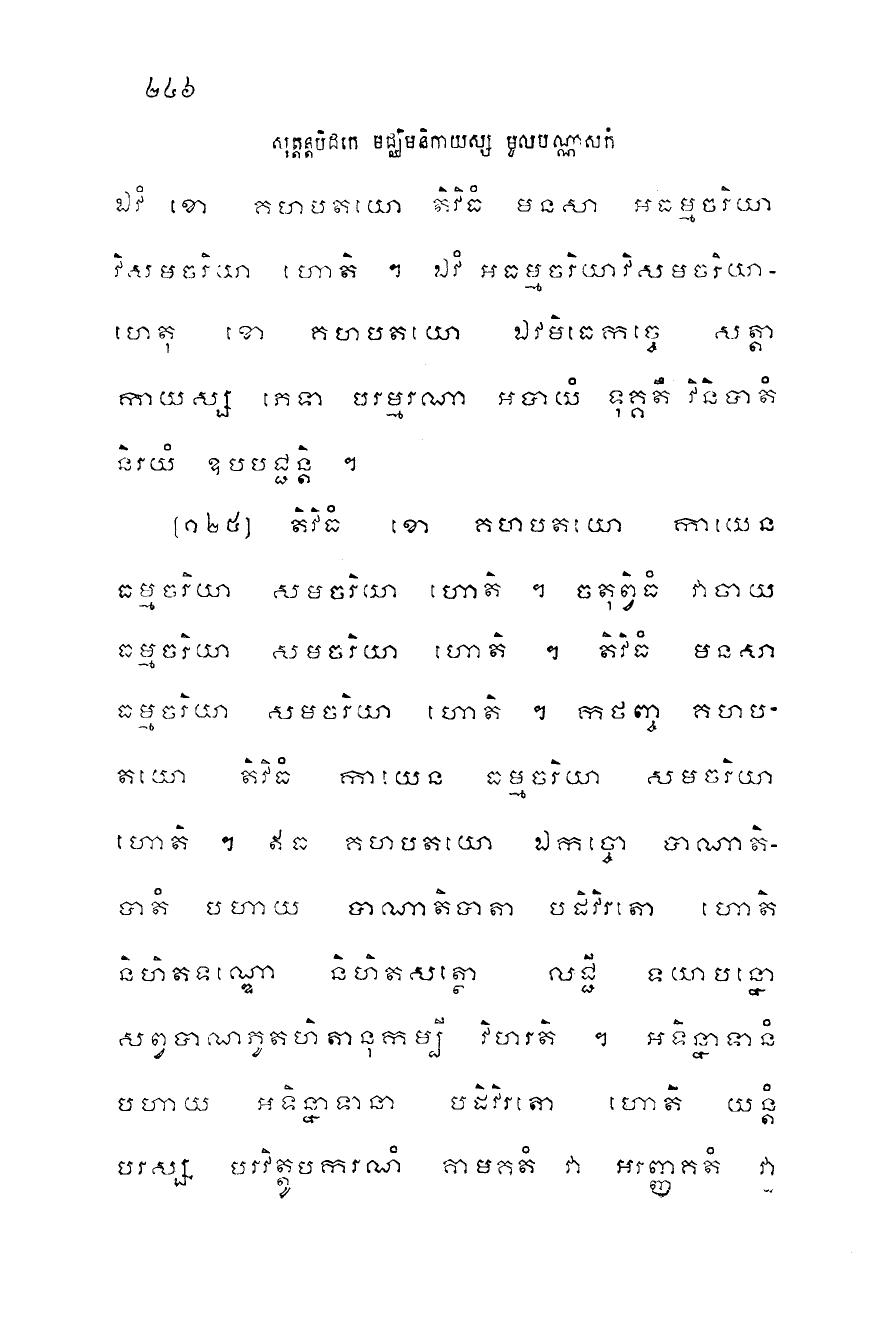 ២៤៦
សុត្តន្តបិដកេ មជ្ឈិមនិកាយស្ស មូលបណ្ណាសកំ
ឯវំ ខោ គហបតយោ តិវិធំ មនសា អធម្មចរិយា
វិសមចរិយា ហោតិ ។ ឯវំ អធម្មចរិយាវិសមចរិយា-
ហេតុ ខោ គហបតយោ ឯវមិធេកច្ចេ សត្តា
កាយស្ស ភេទា បរម្មរណា អបាយំ ទុគ្គតឹ វិនិបាតំ
និរយំ ឧបបជ្ជន្តិ ។
[១២៥] តិវិធំ ខោ គហបតយោ កាយេន
ធម្មចរិយា សមចរិយា ហោតិ ។ ចតុព្វិធំ វាចាយ
ធម្មចរិយា សមចរិយា ហោតិ ។ តិវិធំ មនសា
ធម្មចរិយា សមចរិយា ហោតិ ។ កថញ្ច គហប-
តយោ តិវិធំ កាយេន ធម្មចរិយា សមចរិយា
ហោតិ ។ ឥធ គហបតយោ ឯកច្ចោ បាណាតិ-
បាតំ បហាយ បាណាតិបាតា បដិវិរតោ ហោតិ
និហិតទណ្ឌោ និហិតសត្ថោ លជ្ជី ទយាបន្នោ
សព្វបាណភូតហិតានុកម្បី វិហរតិ ។ អទិន្នាទានំ
បហាយ អទិន្នាទានា បដិវិរតោ ហោតិ យន្តំ
បរស្ស បរវិត្តូបករណំ គាមគតំ វា អរញ្ញគតំ វា